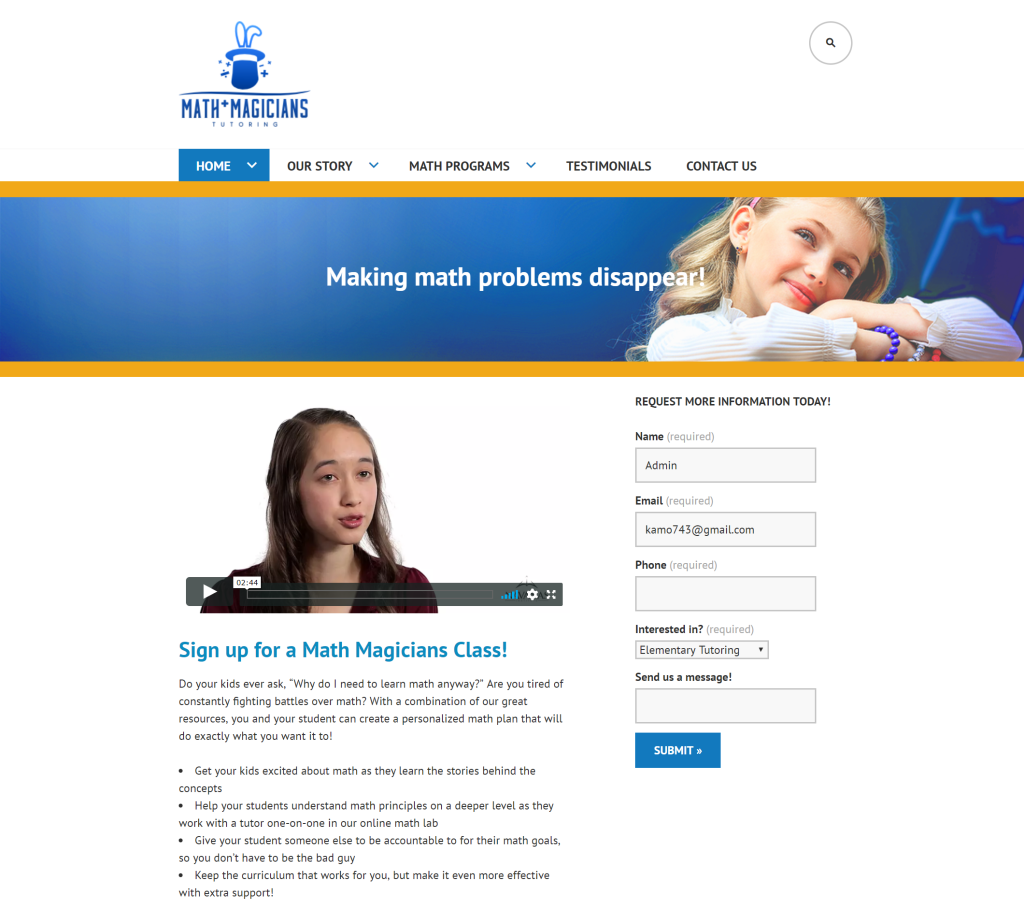 MATH+MAGICIANS
TUTORING
HOME
OUR STORY
MATH PROGRAMS
TESTIMONIALS
CONTACT US
Making math problems disappear!
REQUEST MORE INFORMATION TODAY!
Name (required)
Admin
Email (required)
kamo743@gmail.com
Phone (required)
Interested in? (required)
Elementary Tutoring
Send us a message!
SUBMIT »
02:44
Sign up for a Math Magicians Class!
Do your kids ever ask, “Why do I need to learn math anyway?” Are you tired of
constantly fighting battles over math? With a combination of our great
resources, you and your student can create a personalized math plan that will
do exactly what you want it to!
• Get your kids excited about math as they learn the stories behind the
concepts
• Help your students understand math principles on a deeper level as they
work with a tutor one-on-one in our online math lab
• Give your student someone else to be accountable to for their math goals,
so you don’t have to be the bad guy
• Keep the curriculum that works for you, but make it even more effective
with extra support!